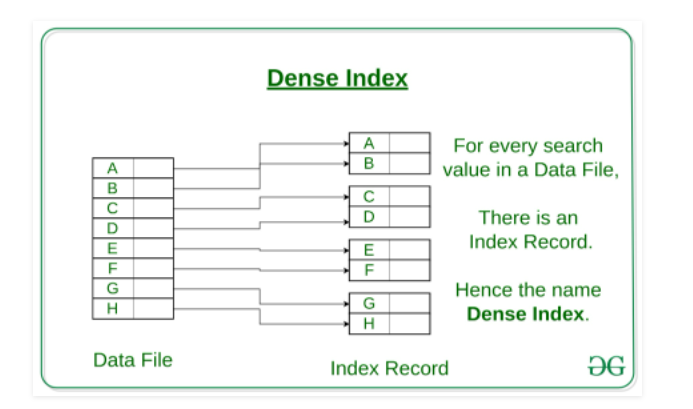 Dense Index
A
B
C
D
E
F
G
H
Data File
A
B
C
D
E
F
G
H
Index Record
For every search
value in a Data File,
There is an
Index Record.
Hence the name
Dense Index.